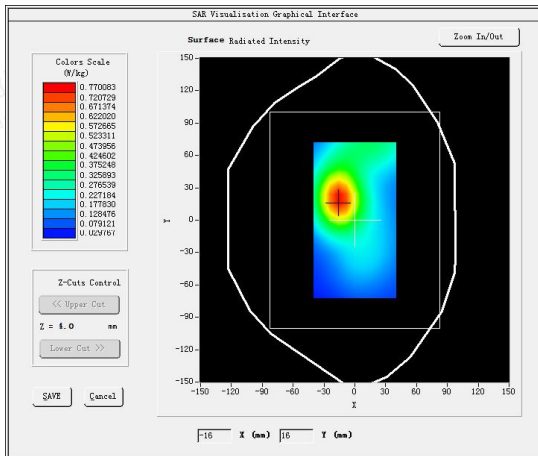 SAR Visualisation Graphical Interface
Surface Radiated Intensity
Zoom In/Out
Colors Scale
(W/kg)
0.770083
0.720729
0.671374
0.622020
0.572665
0.523311
0.473956
0.424602
0.375248
0.325893
0.276539
0.227184
0.178830
0.128476
0.079121
0.029767
Z-Cuts Control
<< Upper Cut
Z = 4.0 mm
Lower Cut >>
SAVE
Cancel
150
120
90
60
30
0
-30
-60
-90
-120
-150
Y
-150 -120 -90 -60 -30 0 30 60 90 120 150
X
-16 X (mm) 16 Y (mm)